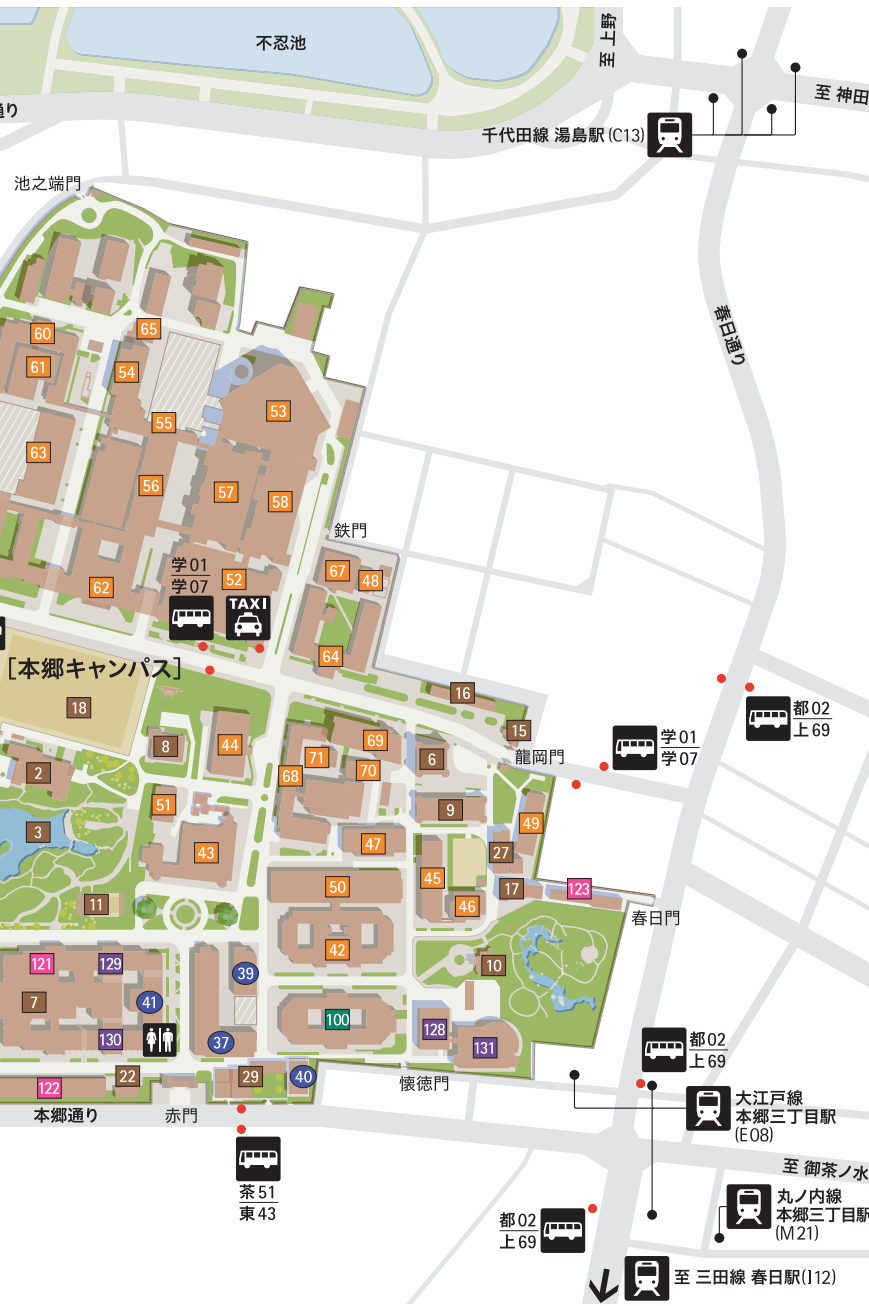 不忍池
至 上野
至 神田
通り
千代田線 湯島駅(C13)
池之端門
春日通り
60
65
61
54
53
55
63
56
57
58
鉄門
学01
学07
67
48
52
62
TAXI
64
[本郷キャンパス]
16
18
都02
上69
15
8
44
69
学01
学07
71
6
龍岡門
2
68
70
51
9
49
3
47
43
27
45
50
17
123
11
46
春日門
42
121
129
39
10
7
41
100
128
130
37
131
都02
上69
122
22
29
40
懐徳門
大江戸線
本郷三丁目駅
(E08)
本郷通り
赤門
至 御茶ノ水
茶51
東43
丸ノ内線
本郷三丁目駅
(M21)
都02
上69
至 三田線 春日駅(I12)